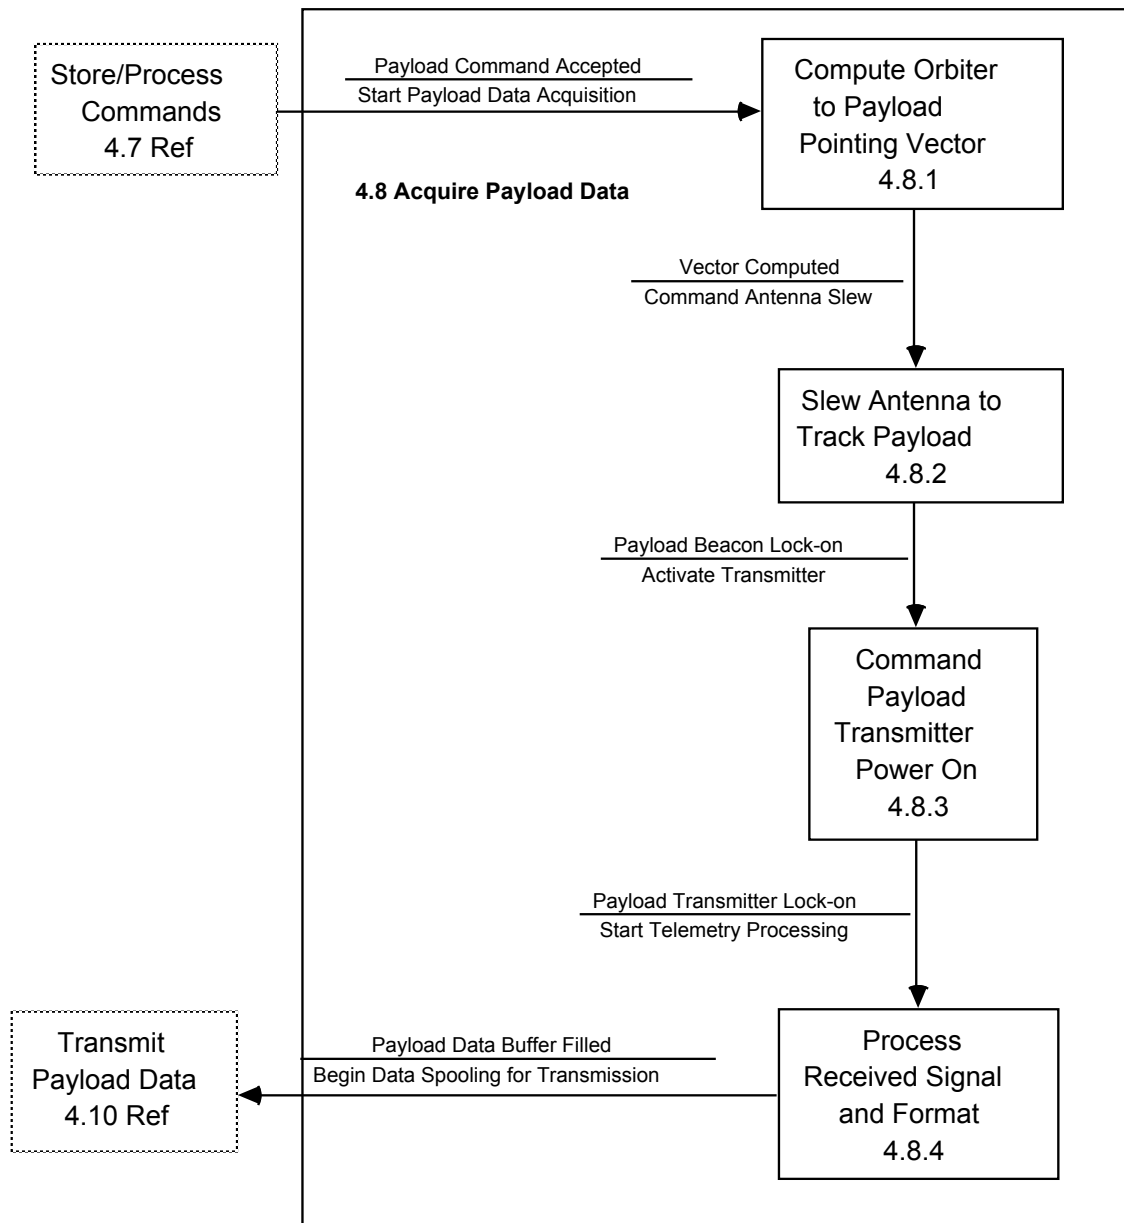 Store/Process
Commands
4.7 Ref
Payload Command Accepted
Start Payload Data Acquisition
Compute Orbiter
to Payload
Pointing Vector
4.8.1
4.8 Acquire Payload Data
Vector Computed
Command Antenna Slew
Slew Antenna to
Track Payload
4.8.2
Payload Beacon Lock-on
Activate Transmitter
Command
Payload
Transmitter
Power On
4.8.3
Payload Transmitter Lock-on
Start Telemetry Processing
Process
Received Signal
and Format
4.8.4
Payload Data Buffer Filled
Begin Data Spooling for Transmission
Transmit
Payload Data
4.10 Ref